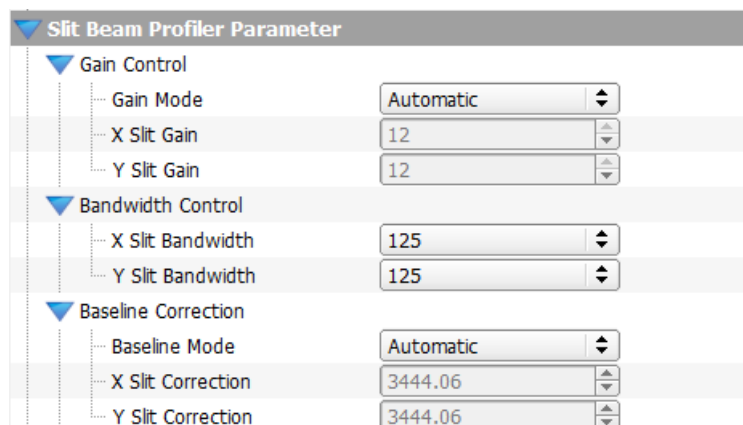 Slit Beam Profiler Parameter
Gain Control
Gain Mode Automatic
X Slit Gain 12
Y Slit Gain 12
Bandwidth Control
X Slit Bandwidth 125
Y Slit Bandwidth 125
Baseline Correction
Baseline Mode Automatic
X Slit Correction 3444.06
Y Slit Correction 3444.06